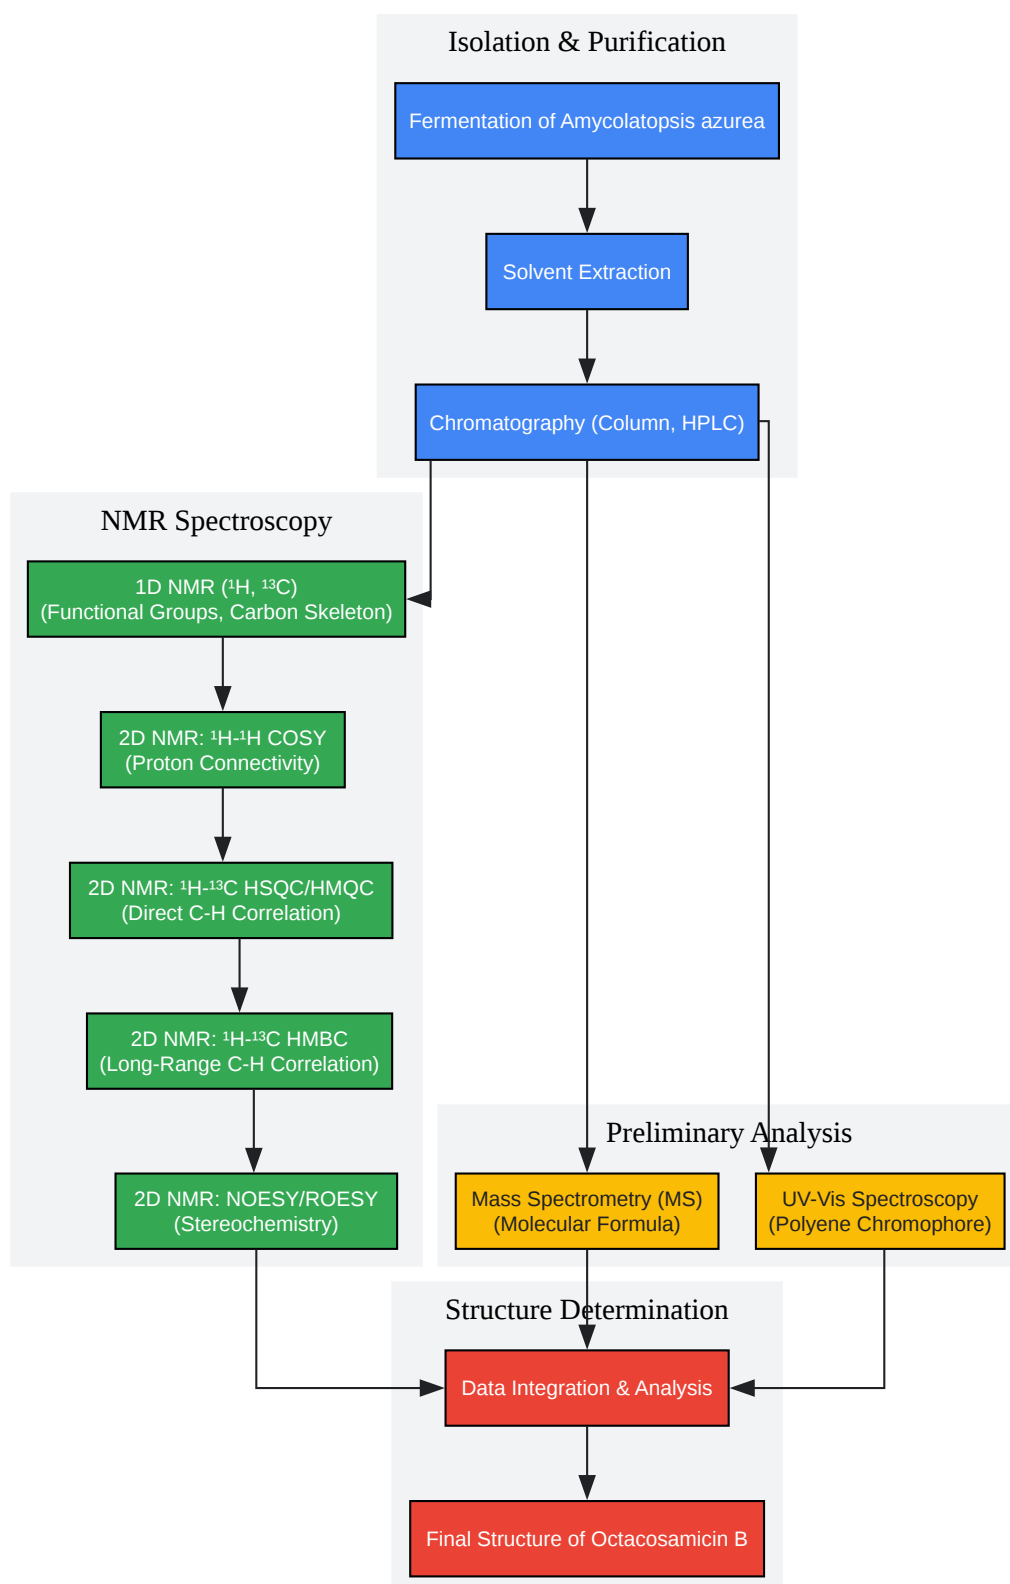 Isolation & Purification
Fermentation of Amycolatopsis azurea
Solvent Extraction
Chromatography (Column, HPLC)
NMR Spectroscopy
1D NMR (¹H, ¹³C)
(Functional Groups, Carbon Skeleton)
2D NMR: ¹H-¹H COSY
(Proton Connectivity)
2D NMR: ¹H-¹³C HSQC/HMQC
(Direct C-H Correlation)
2D NMR: ¹H-¹³C HMBC
(Long-Range C-H Correlation)
2D NMR: NOESY/ROESY
(Stereochemistry)
Preliminary Analysis
Mass Spectrometry (MS)
(Molecular Formula)
UV-Vis Spectroscopy
(Polyene Chromophore)
Structure Determination
Data Integration & Analysis
Final Structure of Octacosamicin B